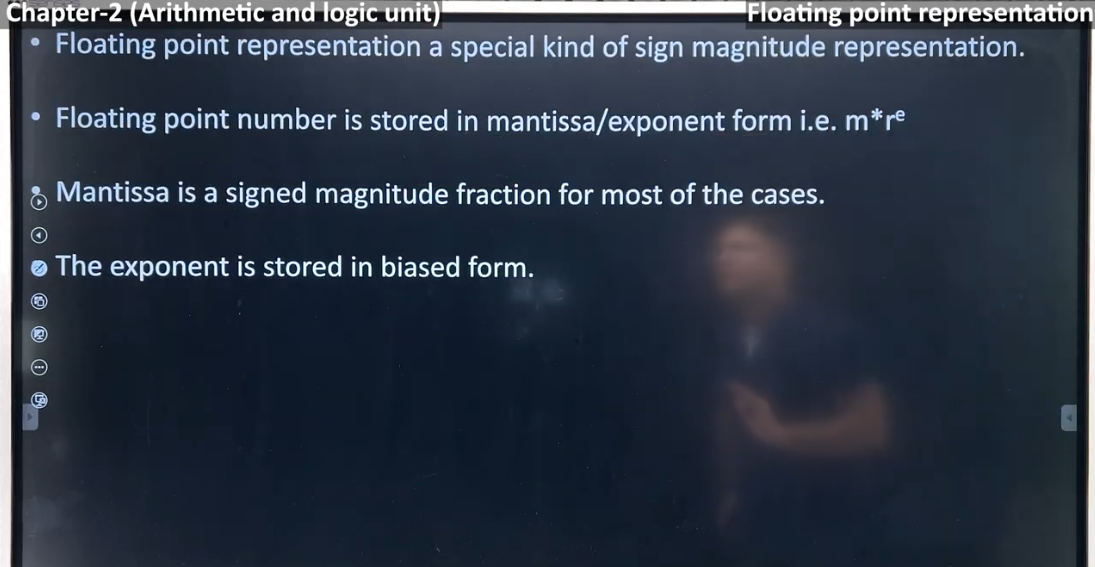 Chapter-2 (Arithmetic and logic unit)
Floating point representation
• Floating point representation a special kind of sign magnitude representation.
• Floating point number is stored in mantissa/exponent form i.e. m*rᵉ
• Mantissa is a signed magnitude fraction for most of the cases.
The exponent is stored in biased form.